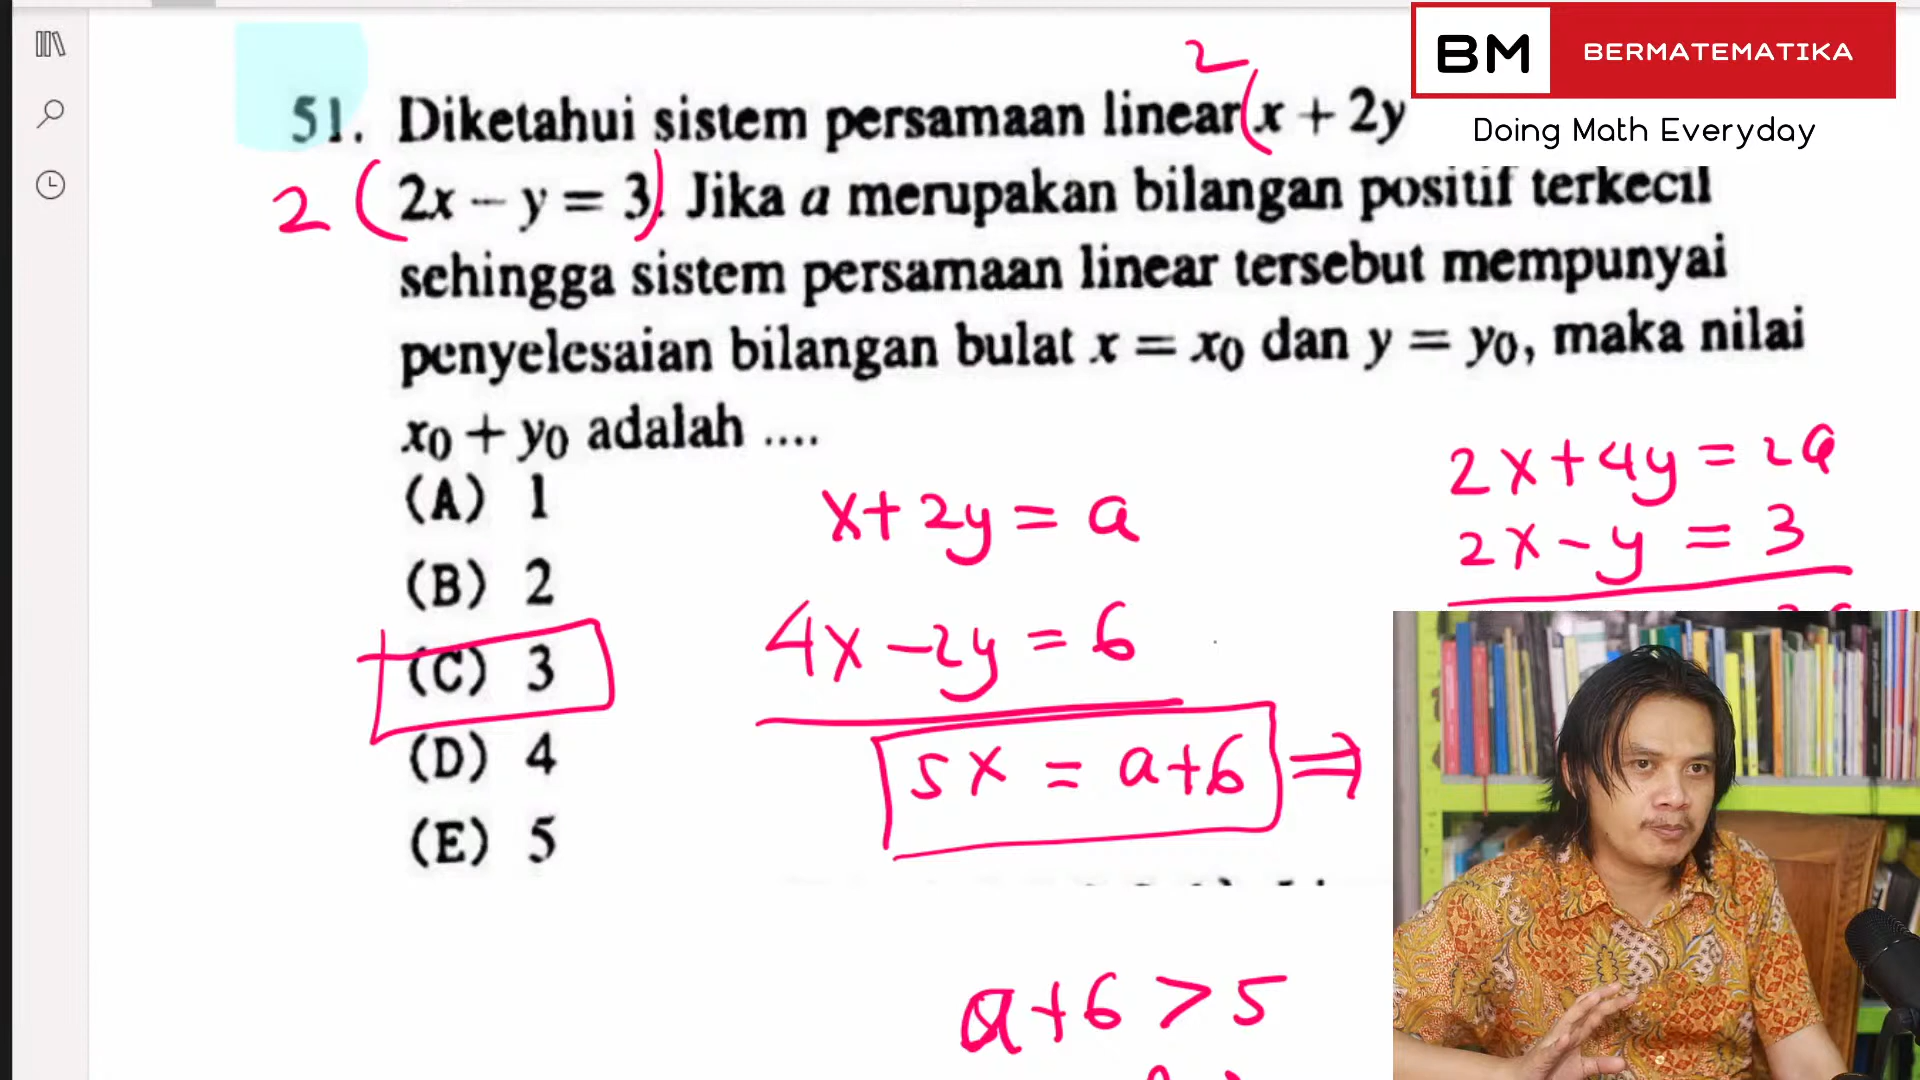 BM BERMATEMATIKA
Doing Math Everyday
2
51. Diketahui sistem persamaan linear (x + 2y
2 (2x − y = 3). Jika a merupakan bilangan positif terkecil
sehingga sistem persamaan linear tersebut mempunyai
penyelesaian bilangan bulat x = x₀ dan y = y₀, maka nilai
x₀ + y₀ adalah ....
(A) 1
(B) 2
(C) 3
(D) 4
(E) 5
x + 2y = a
4x − 2y = 6
5x = a+6 ⇒
2x + 4y = 2a
2x − y = 3
a+6 > 5